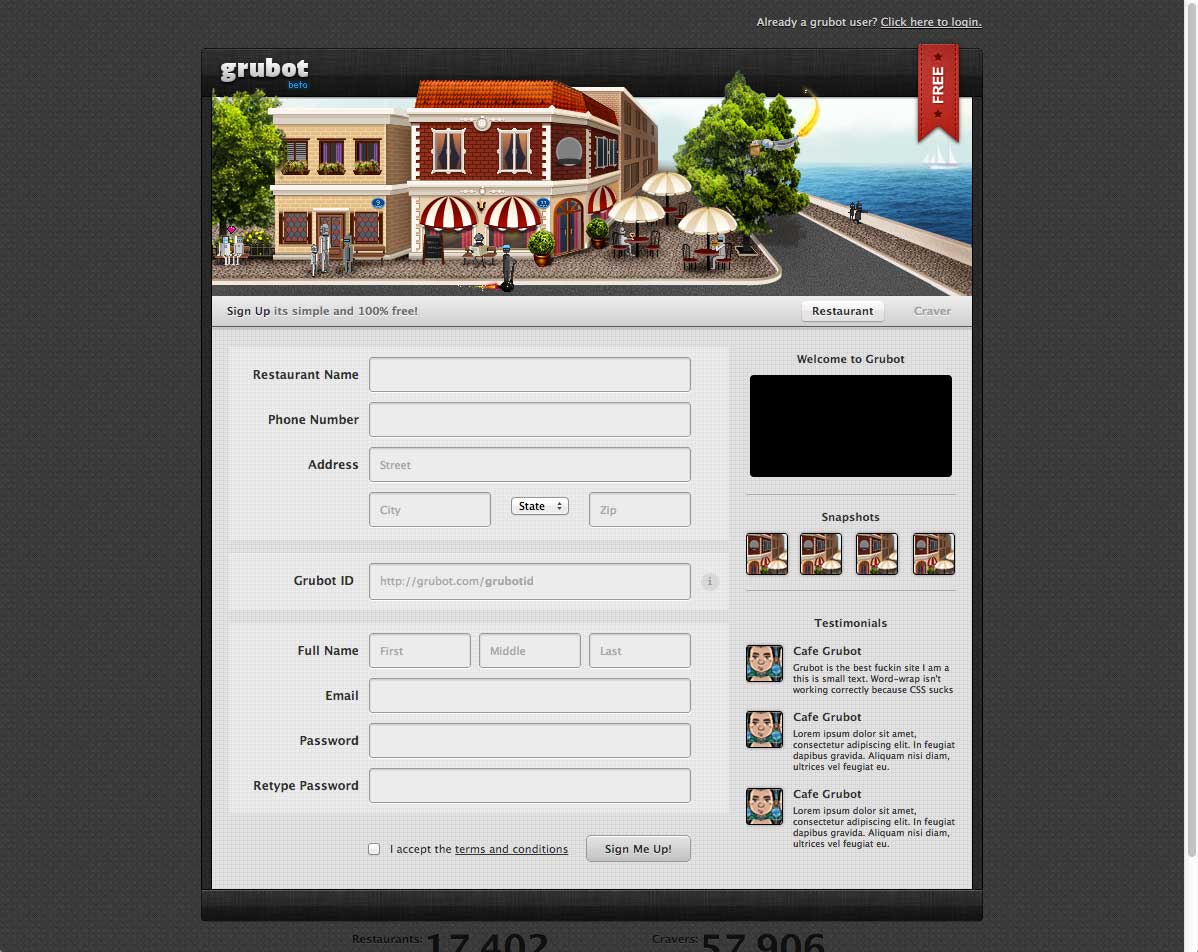 Already a grubot user? Click here to login.
grubot
beta
FREE
9
11
Sign Up its simple and 100% free!
Restaurant
Craver
Restaurant Name
Phone Number
Address
Street
City
State
Zip
Grubot ID
http://grubot.com/grubotid
i
Full Name
First
Middle
Last
Email
Password
Retype Password
I accept the terms and conditions
Sign Me Up!
Welcome to Grubot
Snapshots
Testimonials
Cafe Grubot
Grubot is the best fuckin site I am a
this is small text. Word-wrap isn't
working correctly because CSS sucks
Cafe Grubot
Lorem ipsum dolor sit amet,
consectetur adipiscing elit. In feugiat
dapibus gravida. Aliquam nisi diam,
ultrices vel feugiat eu.
Cafe Grubot
Lorem ipsum dolor sit amet,
consectetur adipiscing elit. In feugiat
dapibus gravida. Aliquam nisi diam,
ultrices vel feugiat eu.
Restaurants: 17,402
Cravers: 57,906